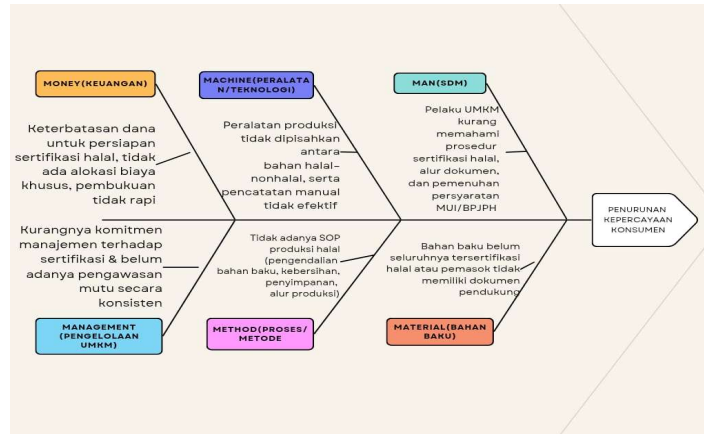 MONEY(KEUANGAN)
MACHINE(PERALATA
N/TEKNOLOGI)
MAN(SDM)
Keterbatasan dana
untuk persiapan
sertifikasi halal, tidak
ada alokasi biaya
khusus, pembukuan
tidak rapi
Peralatan produksi
tidak dipisahkan
antara
bahan halal–
nonhalal, serta
pencatatan manual
tidak efektif
Pelaku UMKM
kurang
memahami
prosedur
sertifikasi halal,
alur dokumen,
dan pemenuhan
persyaratan
MUI/BPJPH
PENURUNAN
KEPERCAYAAN
KONSUMEN
Kurangnya komitmen
manajemen terhadap
sertifikasi & belum
adanya pengawasan
mutu secara
konsisten
Tidak adanya SOP
produksi halal
(pengendalian
bahan baku, kebersihan,
penyimpanan,
alur produksi)
Bahan baku belum
seluruhnya tersertifikasi
halal atau pemasok tidak
memiliki dokumen
pendukung
MANAGEMENT
(PENGELOLAAN
UMKM)
METHOD(PROSES/
METODE
MATERIAL(BAHAN
BAKU)